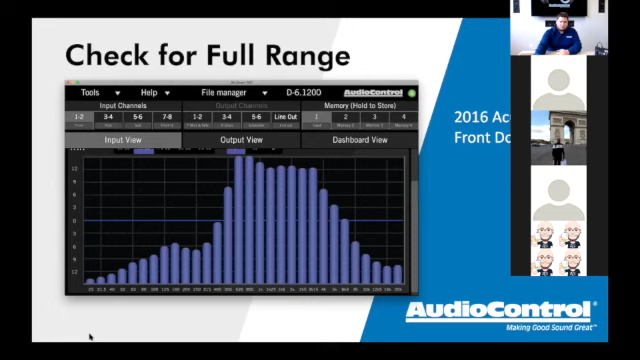 Check for Full Range
Tools Help File manager D-6.1200 AudioControl
Input Channels Output Channels Memory (Hold to Store)
1-2 3-4 5-6 7-8 1-2 3-4 5-6 Line Out 1 2 3 4
Input View Output View Dashboard View
2016 Acu
Front Do
AudioControl®
Making Good Sound Great™